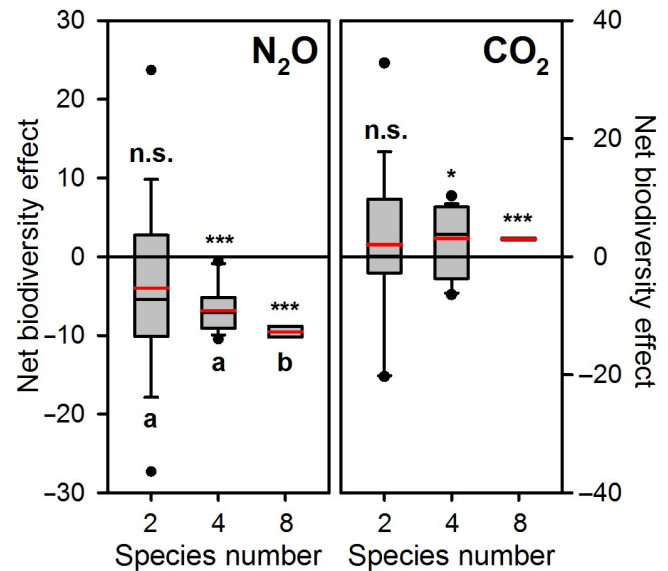 30
20
10
0
−10
−20
−30
Net biodiversity effect
N₂O
n.s.
***
***
a
a
b
2
4
8
Species number
CO₂
n.s.
*
***
2
4
8
Species number
40
20
0
−20
−40
Net biodiversity effect